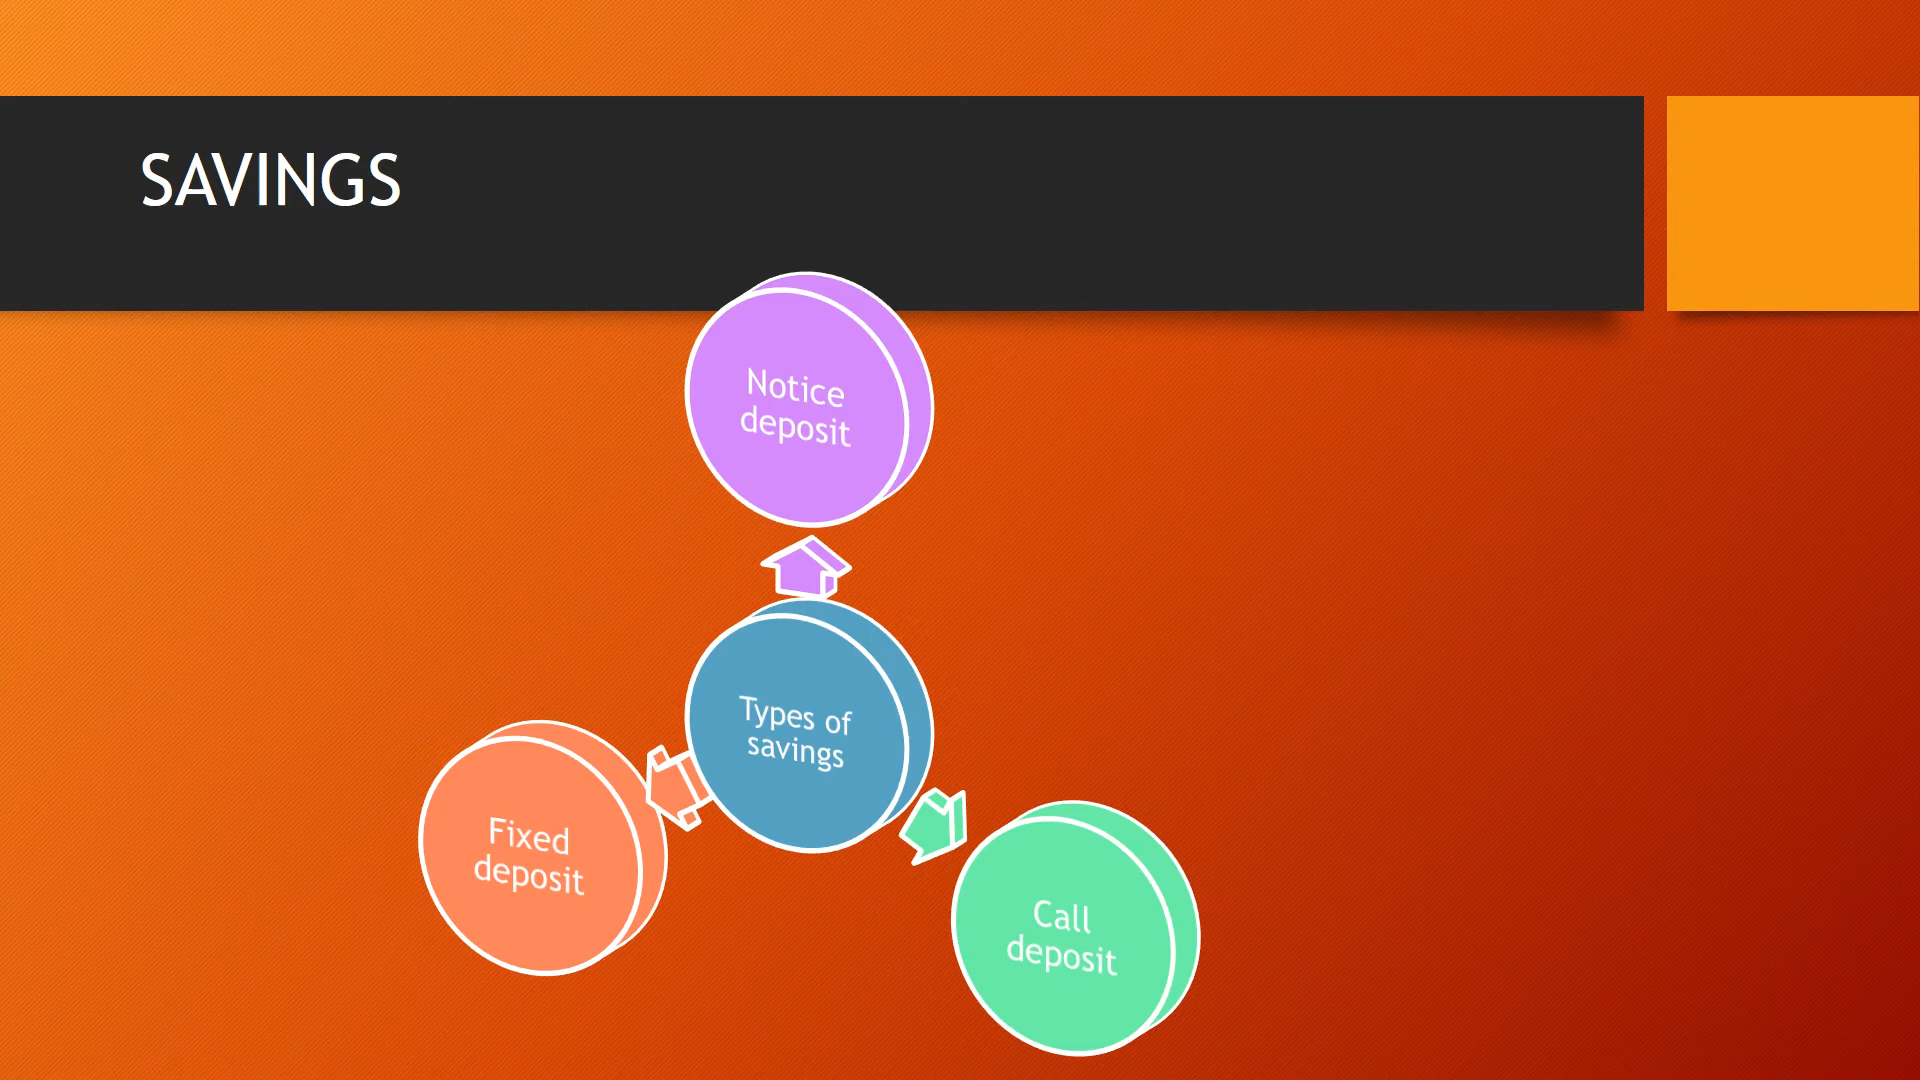 SAVINGS
Notice
deposit
Types of
savings
Fixed
deposit
Call
deposit